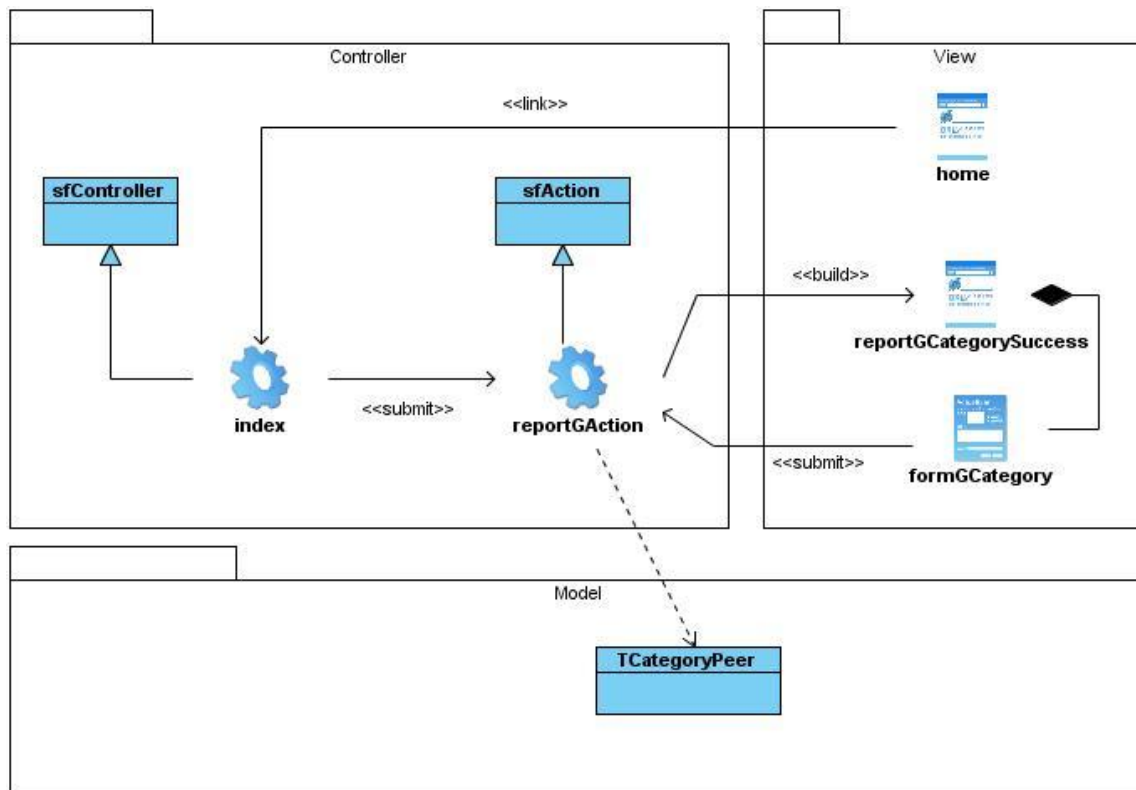 Controller
View
<<link>>
home
sfController
sfAction
<<build>>
reportGCategorySuccess
index
<<submit>>
reportGAction
<<submit>>
formGCategory
Model
TCategoryPeer